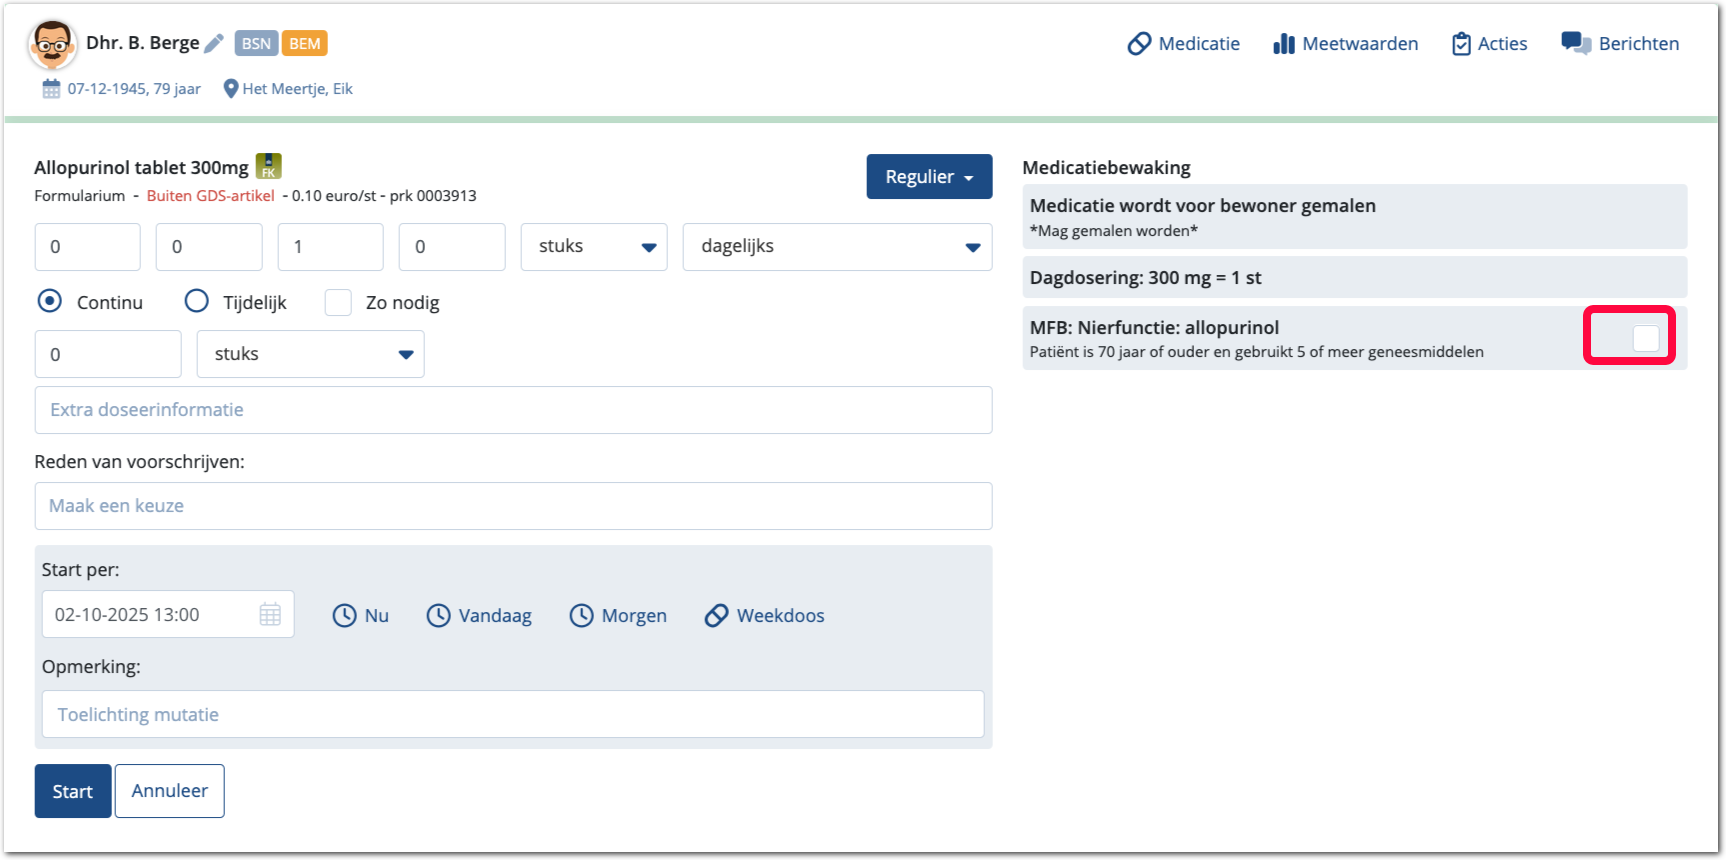 Dhr. B. Berge BSN BEM
Medicatie Meetwaarden Acties Berichten
07-12-1945, 79 jaar Het Meertje, Eik
Allopurinol tablet 300mg FK
Formularium - Buiten GDS-artikel - 0.10 euro/st - prk 0003913
Regulier
0 0 1 0 stuks dagelijks
Continu Tijdelijk Zo nodig
0 stuks
Extra doseerinformatie
Reden van voorschrijven:
Maak een keuze
Start per:
02-10-2025 13:00 Nu Vandaag Morgen Weekdoos
Opmerking:
Toelichting mutatie
Start Annuleer
Medicatiebewaking
Medicatie wordt voor bewoner gemalen
*Mag gemalen worden*
Dagdosering: 300 mg = 1 st
MFB: Nierfunctie: allopurinol
Patiënt is 70 jaar of ouder en gebruikt 5 of meer geneesmiddelen